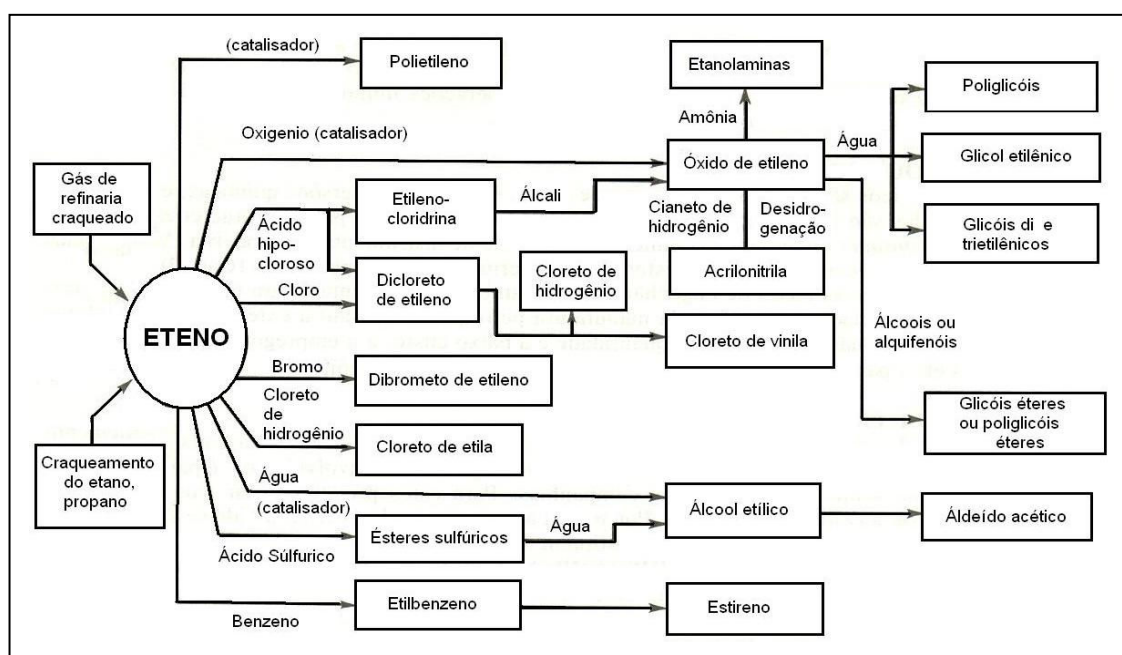 (catalisador)
Polietileno
Etanolaminas
Poliglicóis
Amônia
Oxigenio (catalisador)
Óxido de etileno
Água
Glicol etilênico
Gás de
refinaria
craqueado
Etileno-
cloridrina
Álcali
Cianeto de
hidrogênio
Desidro-
genação
Glicóis di e
trietilênicos
Ácido
hipo-
cloroso
Acrilonitrila
Cloro
Dicloreto
de etileno
Cloreto de
hidrogênio
ETENO
Cloreto de vinila
Álcoois ou
alquifenóis
Bromo
Dibrometo de etileno
Cloreto
de
hidrogênio
Cloreto de etila
Glicóis éteres
ou poliglicóis
éteres
Craqueamento
do etano,
propano
Água
(catalisador)
Álcool etílico
Áldeído acético
Ácido Súlfurico
Ésteres sulfúricos
Água
Benzeno
Etilbenzeno
Estireno